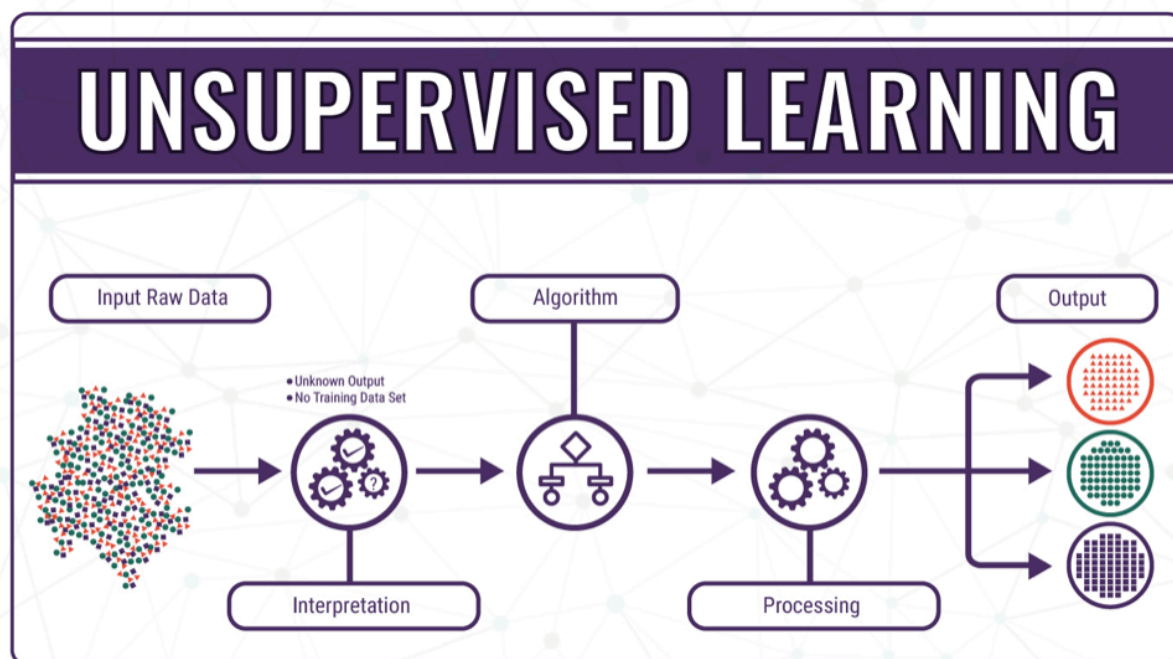 UNSUPERVISED LEARNING
Input Raw Data
Algorithm
Output
● Unknown Output
● No Training Data Set
?
Interpretation
Processing